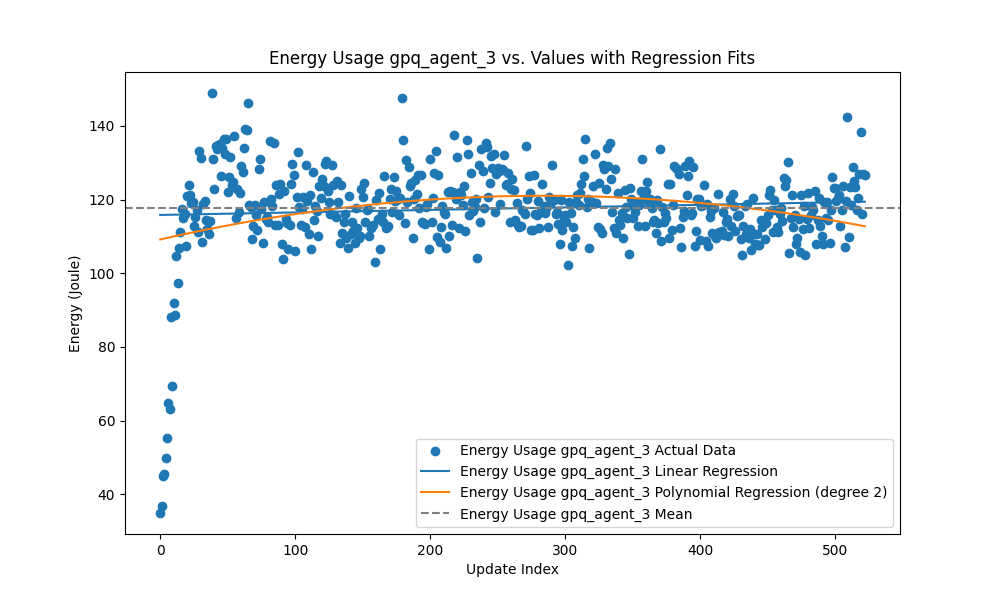 Energy Usage gpq_agent_3 vs. Values with Regression Fits
140
120
100
80
60
40
Energy (Joule)
Energy Usage gpq_agent_3 Actual Data
Energy Usage gpq_agent_3 Linear Regression
Energy Usage gpq_agent_3 Polynomial Regression (degree 2)
Energy Usage gpq_agent_3 Mean
0 100 200 300 400 500
Update Index